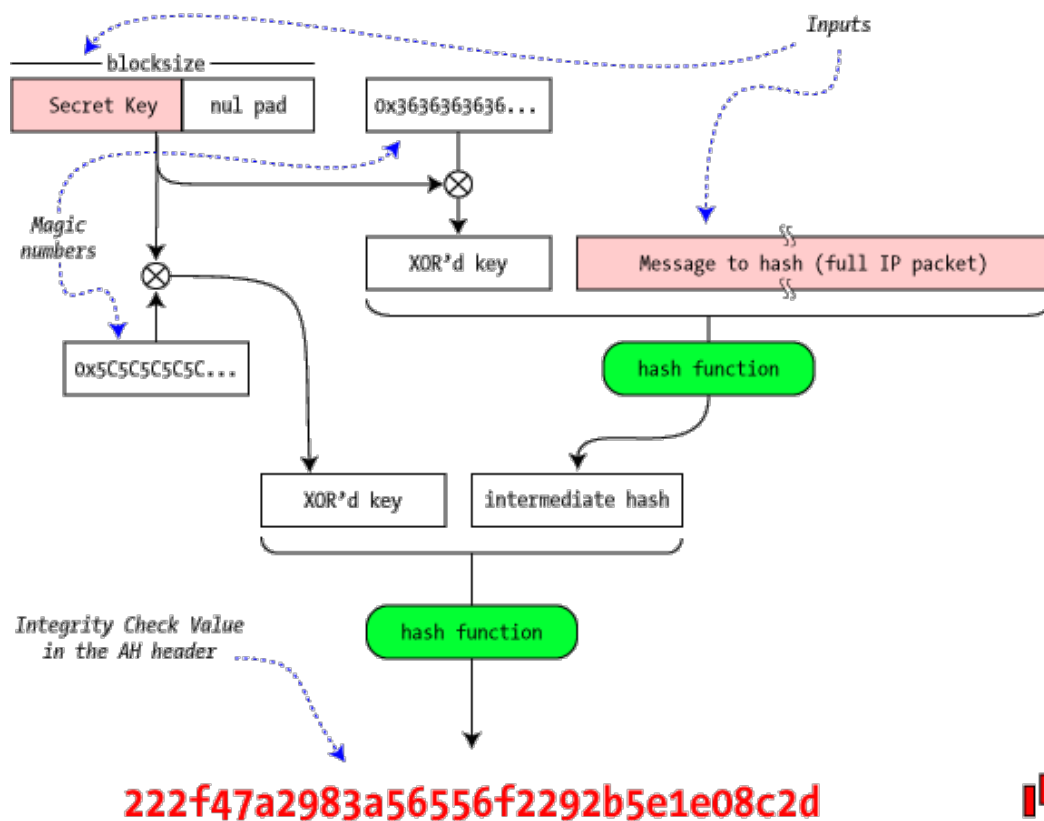 Inputs
blocksize
Secret Key
nul pad
0x3636363636...
Magic
numbers
XOR'd key
Message to hash (full IP packet)
0x5C5C5C5C5C...
hash function
XOR'd key
intermediate hash
Integrity Check Value
in the AH header
hash function
222f47a2983a56556f2292b5e1e08c2d